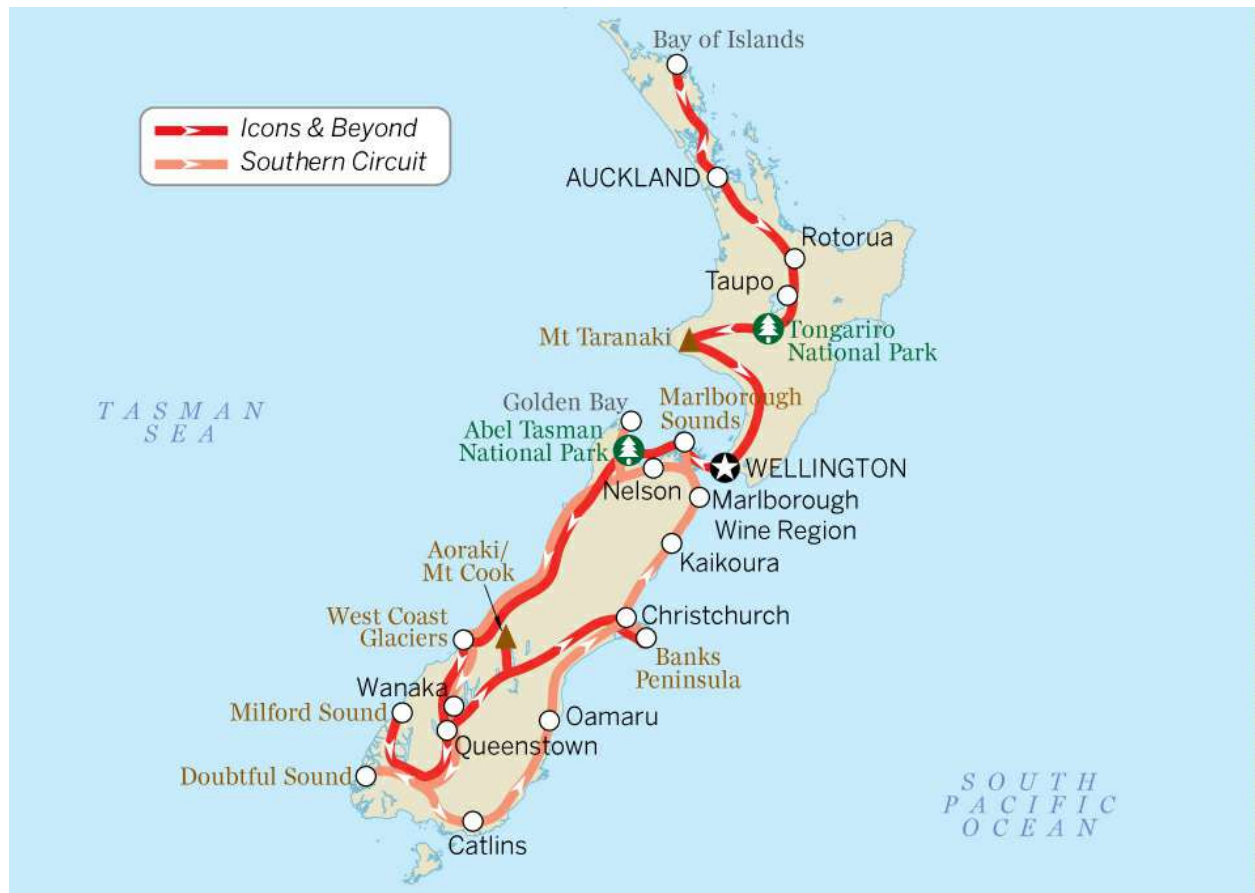 Bay of Islands
Icons & Beyond
Southern Circuit
AUCKLAND
Rotorua
Taupo
Mt Taranaki
Tongariro
National Park
Golden Bay
Marlborough
Sounds
TASMAN
SEA
Abel Tasman
National Park
WELLINGTON
Nelson
Marlborough
Wine Region
Aoraki/
Mt Cook
Kaikoura
West Coast
Glaciers
Christchurch
Banks
Peninsula
Wanaka
Milford Sound
Oamaru
Queenstown
Doubtful Sound
SOUTH
PACIFIC
OCEAN
Catlins